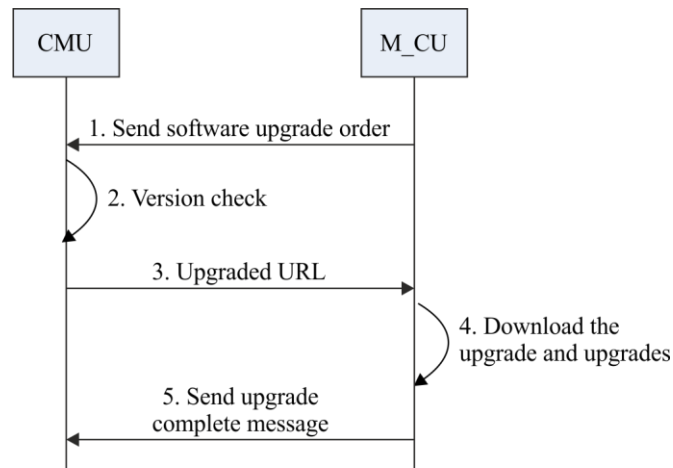 CMU
M_CU
1. Send software upgrade order
2. Version check
3. Upgraded URL
4. Download the
upgrade and upgrades
5. Send upgrade
complete message